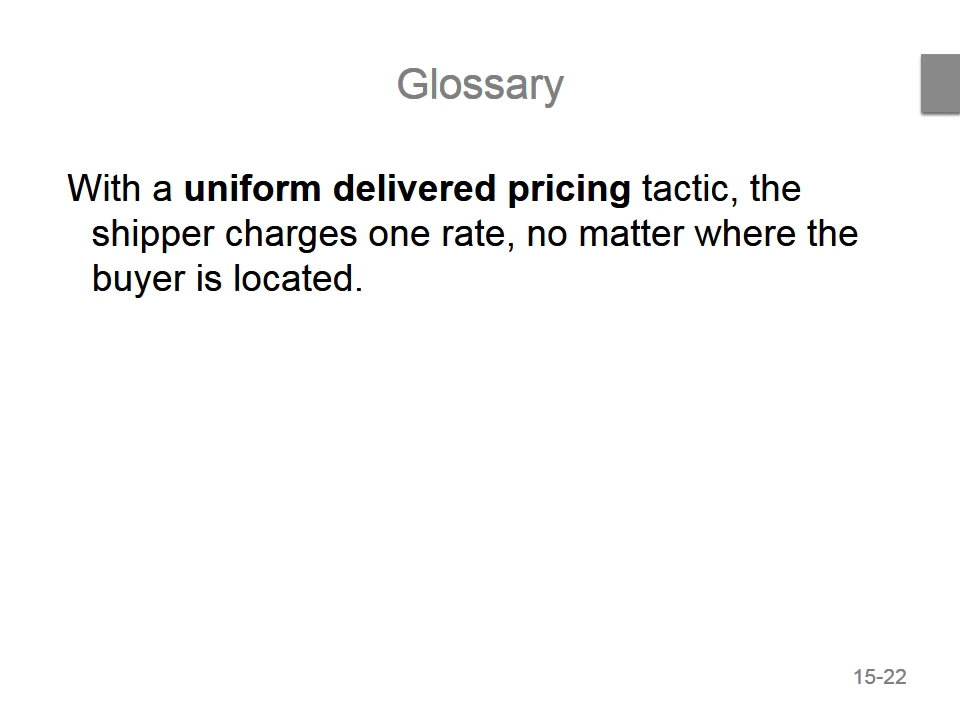 Glossary
With a uniform delivered pricing tactic, the
shipper charges one rate, no matter where the
buyer is located.
15-22